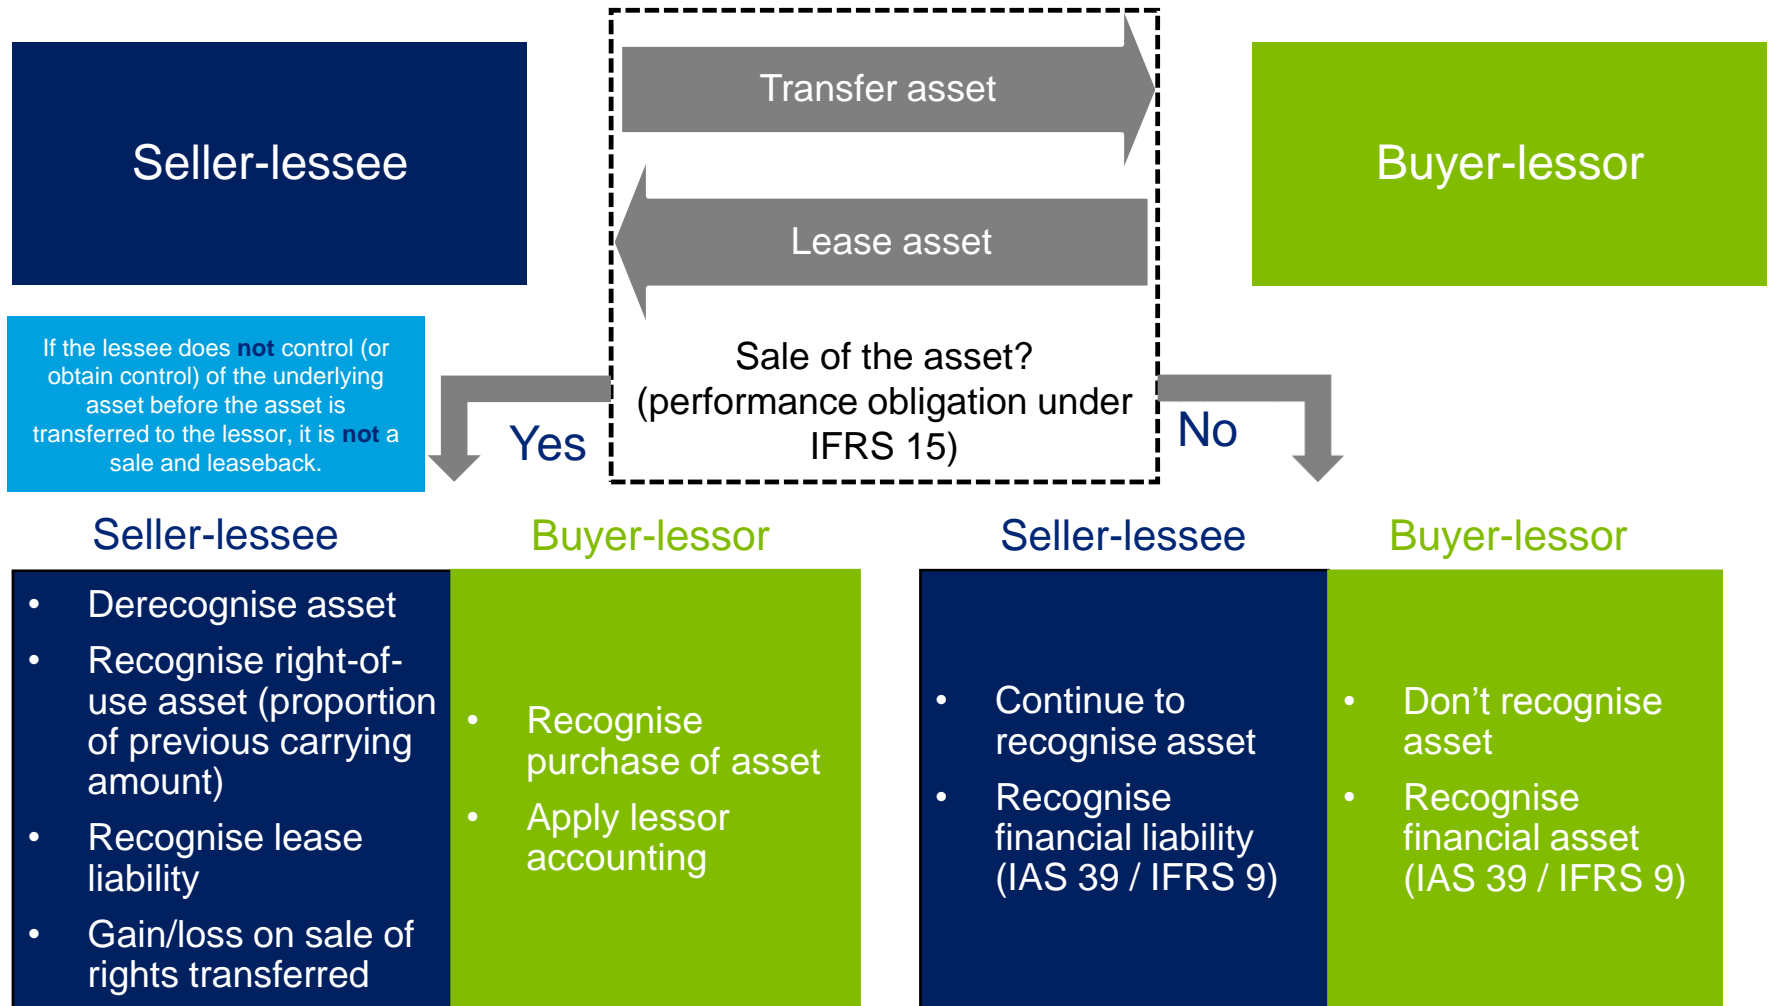 Seller-lessee
Transfer asset
Lease asset
Buyer-lessor
If the lessee does not control (or
obtain control) of the underlying
asset before the asset is
transferred to the lessor, it is not a
sale and leaseback.
Sale of the asset?
(performance obligation under
IFRS 15)
Yes
No
Seller-lessee
Buyer-lessor
Seller-lessee
Buyer-lessor
• Derecognise asset
• Recognise right-of-
use asset (proportion
of previous carrying
amount)
• Recognise lease
liability
• Gain/loss on sale of
rights transferred
• Recognise
purchase of asset
• Apply lessor
accounting
• Continue to
recognise asset
• Recognise
financial liability
(IAS 39 / IFRS 9)
• Don’t recognise
asset
• Recognise
financial asset
(IAS 39 / IFRS 9)